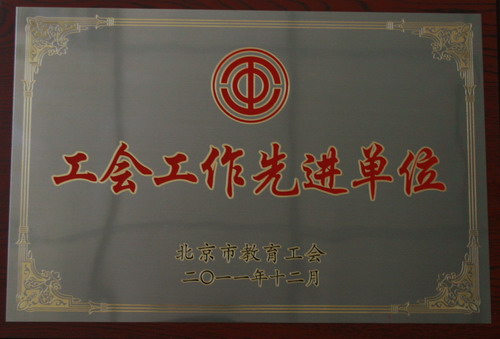 工会工作先进单位
北京市教育工会
二〇一一年十二月